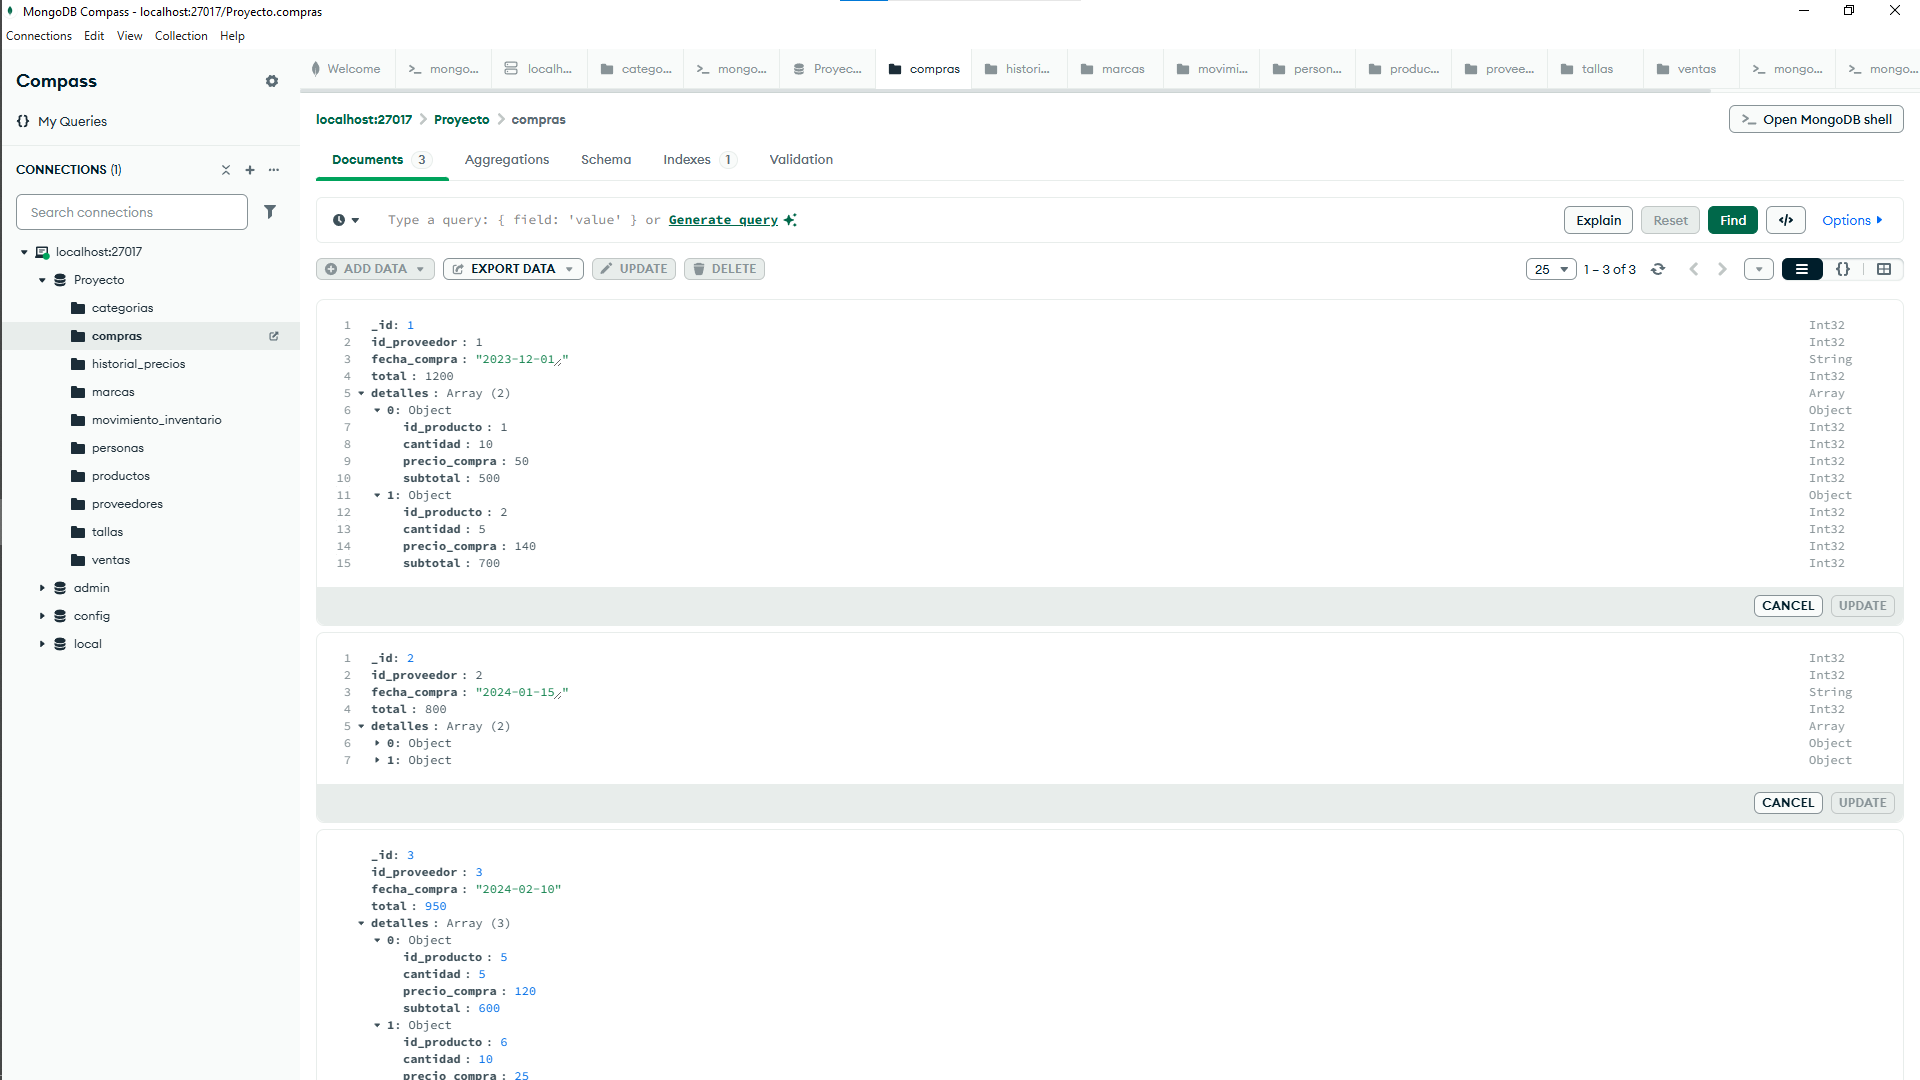 MongoDB Compass - localhost:27017/Proyecto.compras
Connections Edit View Collection Help
Compass
My Queries
CONNECTIONS (1)
Search connections
localhost:27017
Proyecto
categorias
compras
historial_precios
marcas
movimiento_inventario
personas
productos
proveedores
tallas
ventas
admin
config
local
Welcome
>_ mongo...
localh...
catego...
>_ mongo...
Proyec...
compras
histori...
marcas
movimi...
person...
produc...
provee...
tallas
ventas
>_ mongo...
>_ mongo...
localhost:27017 > Proyecto > compras
>_ Open MongoDB shell
Documents 3 Aggregations Schema Indexes 1 Validation
Type a query: { field: 'value' } or Generate query
Explain Reset Find </> Options
ADD DATA EXPORT DATA UPDATE DELETE
25 1 – 3 of 3 {}
1 _id: 1 Int32
2 id_proveedor : 1 Int32
3 fecha_compra : "2023-12-01" String
4 total : 1200 Int32
5 detalles : Array (2) Array
6 0: Object Object
7 id_producto : 1 Int32
8 cantidad : 10 Int32
9 precio_compra : 50 Int32
10 subtotal : 500 Int32
11 1: Object Object
12 id_producto : 2 Int32
13 cantidad : 5 Int32
14 precio_compra : 140 Int32
15 subtotal : 700 Int32
CANCEL UPDATE
1 _id: 2 Int32
2 id_proveedor : 2 Int32
3 fecha_compra : "2024-01-15" String
4 total : 800 Int32
5 detalles : Array (2) Array
6 0: Object Object
7 1: Object Object
CANCEL UPDATE
_id: 3
id_proveedor : 3
fecha_compra : "2024-02-10"
total : 950
detalles : Array (3)
0: Object
id_producto : 5
cantidad : 5
precio_compra : 120
subtotal : 600
1: Object
id_producto : 6
cantidad : 10
precio_compra : 25